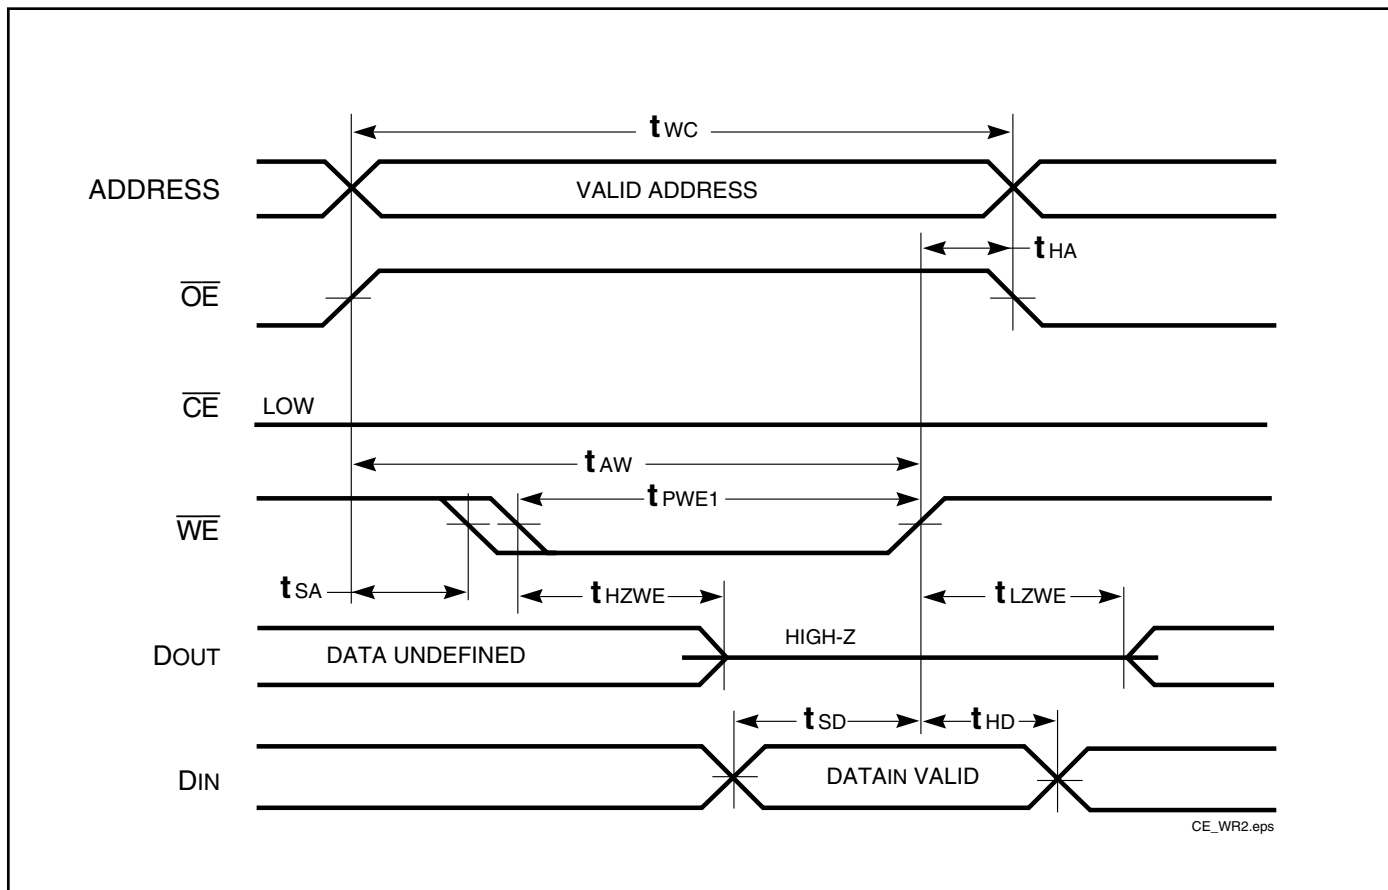 tWC
ADDRESS
VALID ADDRESS
tHA
OE
CE
LOW
tAW
tPWE1
WE
tSA
tHZWE
tLZWE
DOUT
DATA UNDEFINED
HIGH-Z
tSD
tHD
DIN
DATAIN VALID
CE_WR2.eps